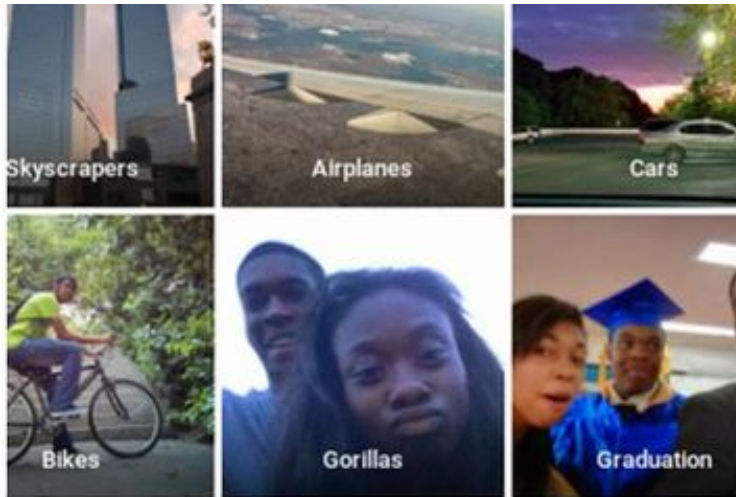 Skyscrapers
Airplanes
Cars
Bikes
Gorillas
Graduation